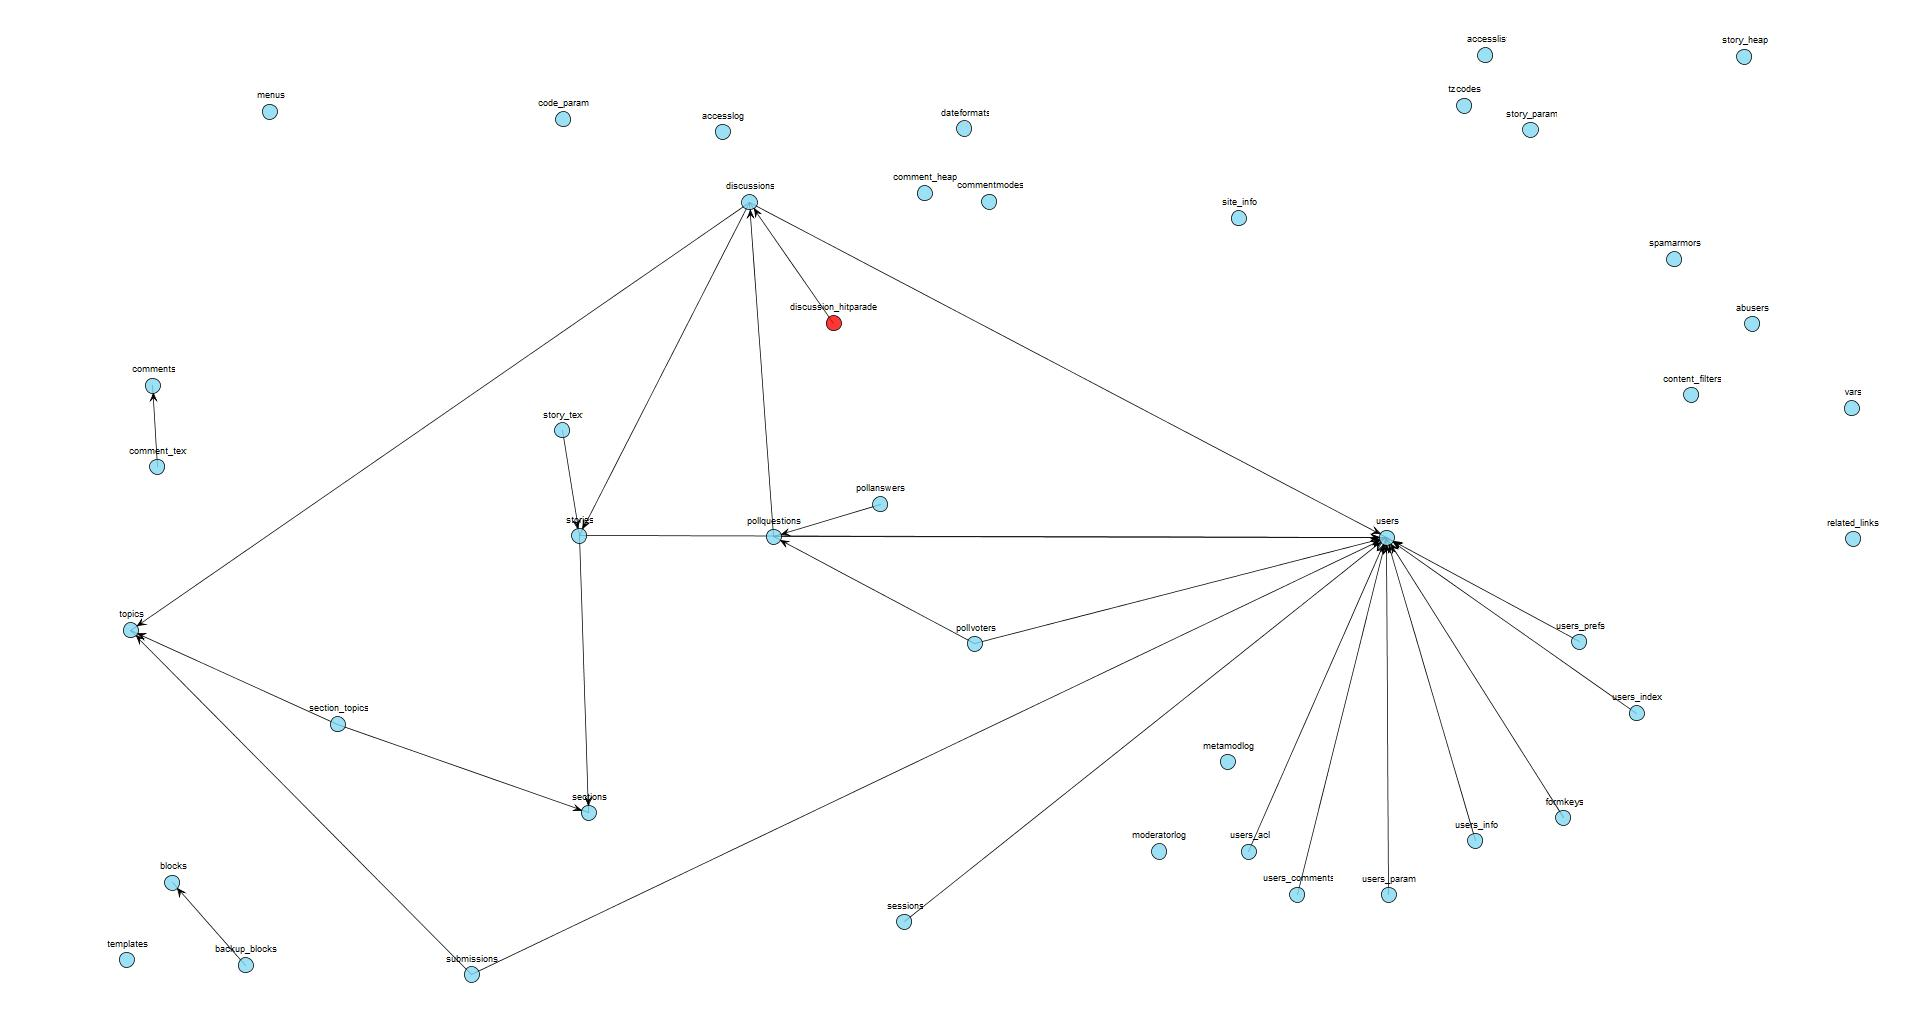 accesslis
story_heap
menus
code_param
tzcodes
accesslog
dateformats
story_param
discussions
comment_heap
commentmodes
site_info
spamarmors
discussion_hitparade
abusers
comments
content_filters
vars
story_tex
comment_tex
pollanswers
stories
pollquestions
users
related_links
topics
pollvoters
users_prefs
section_topics
users_index
metamodlog
sections
formkeys
moderatorlog
users_acl
users_info
blocks
users_comments
users_param
sessions
templates
backup_blocks
submissions